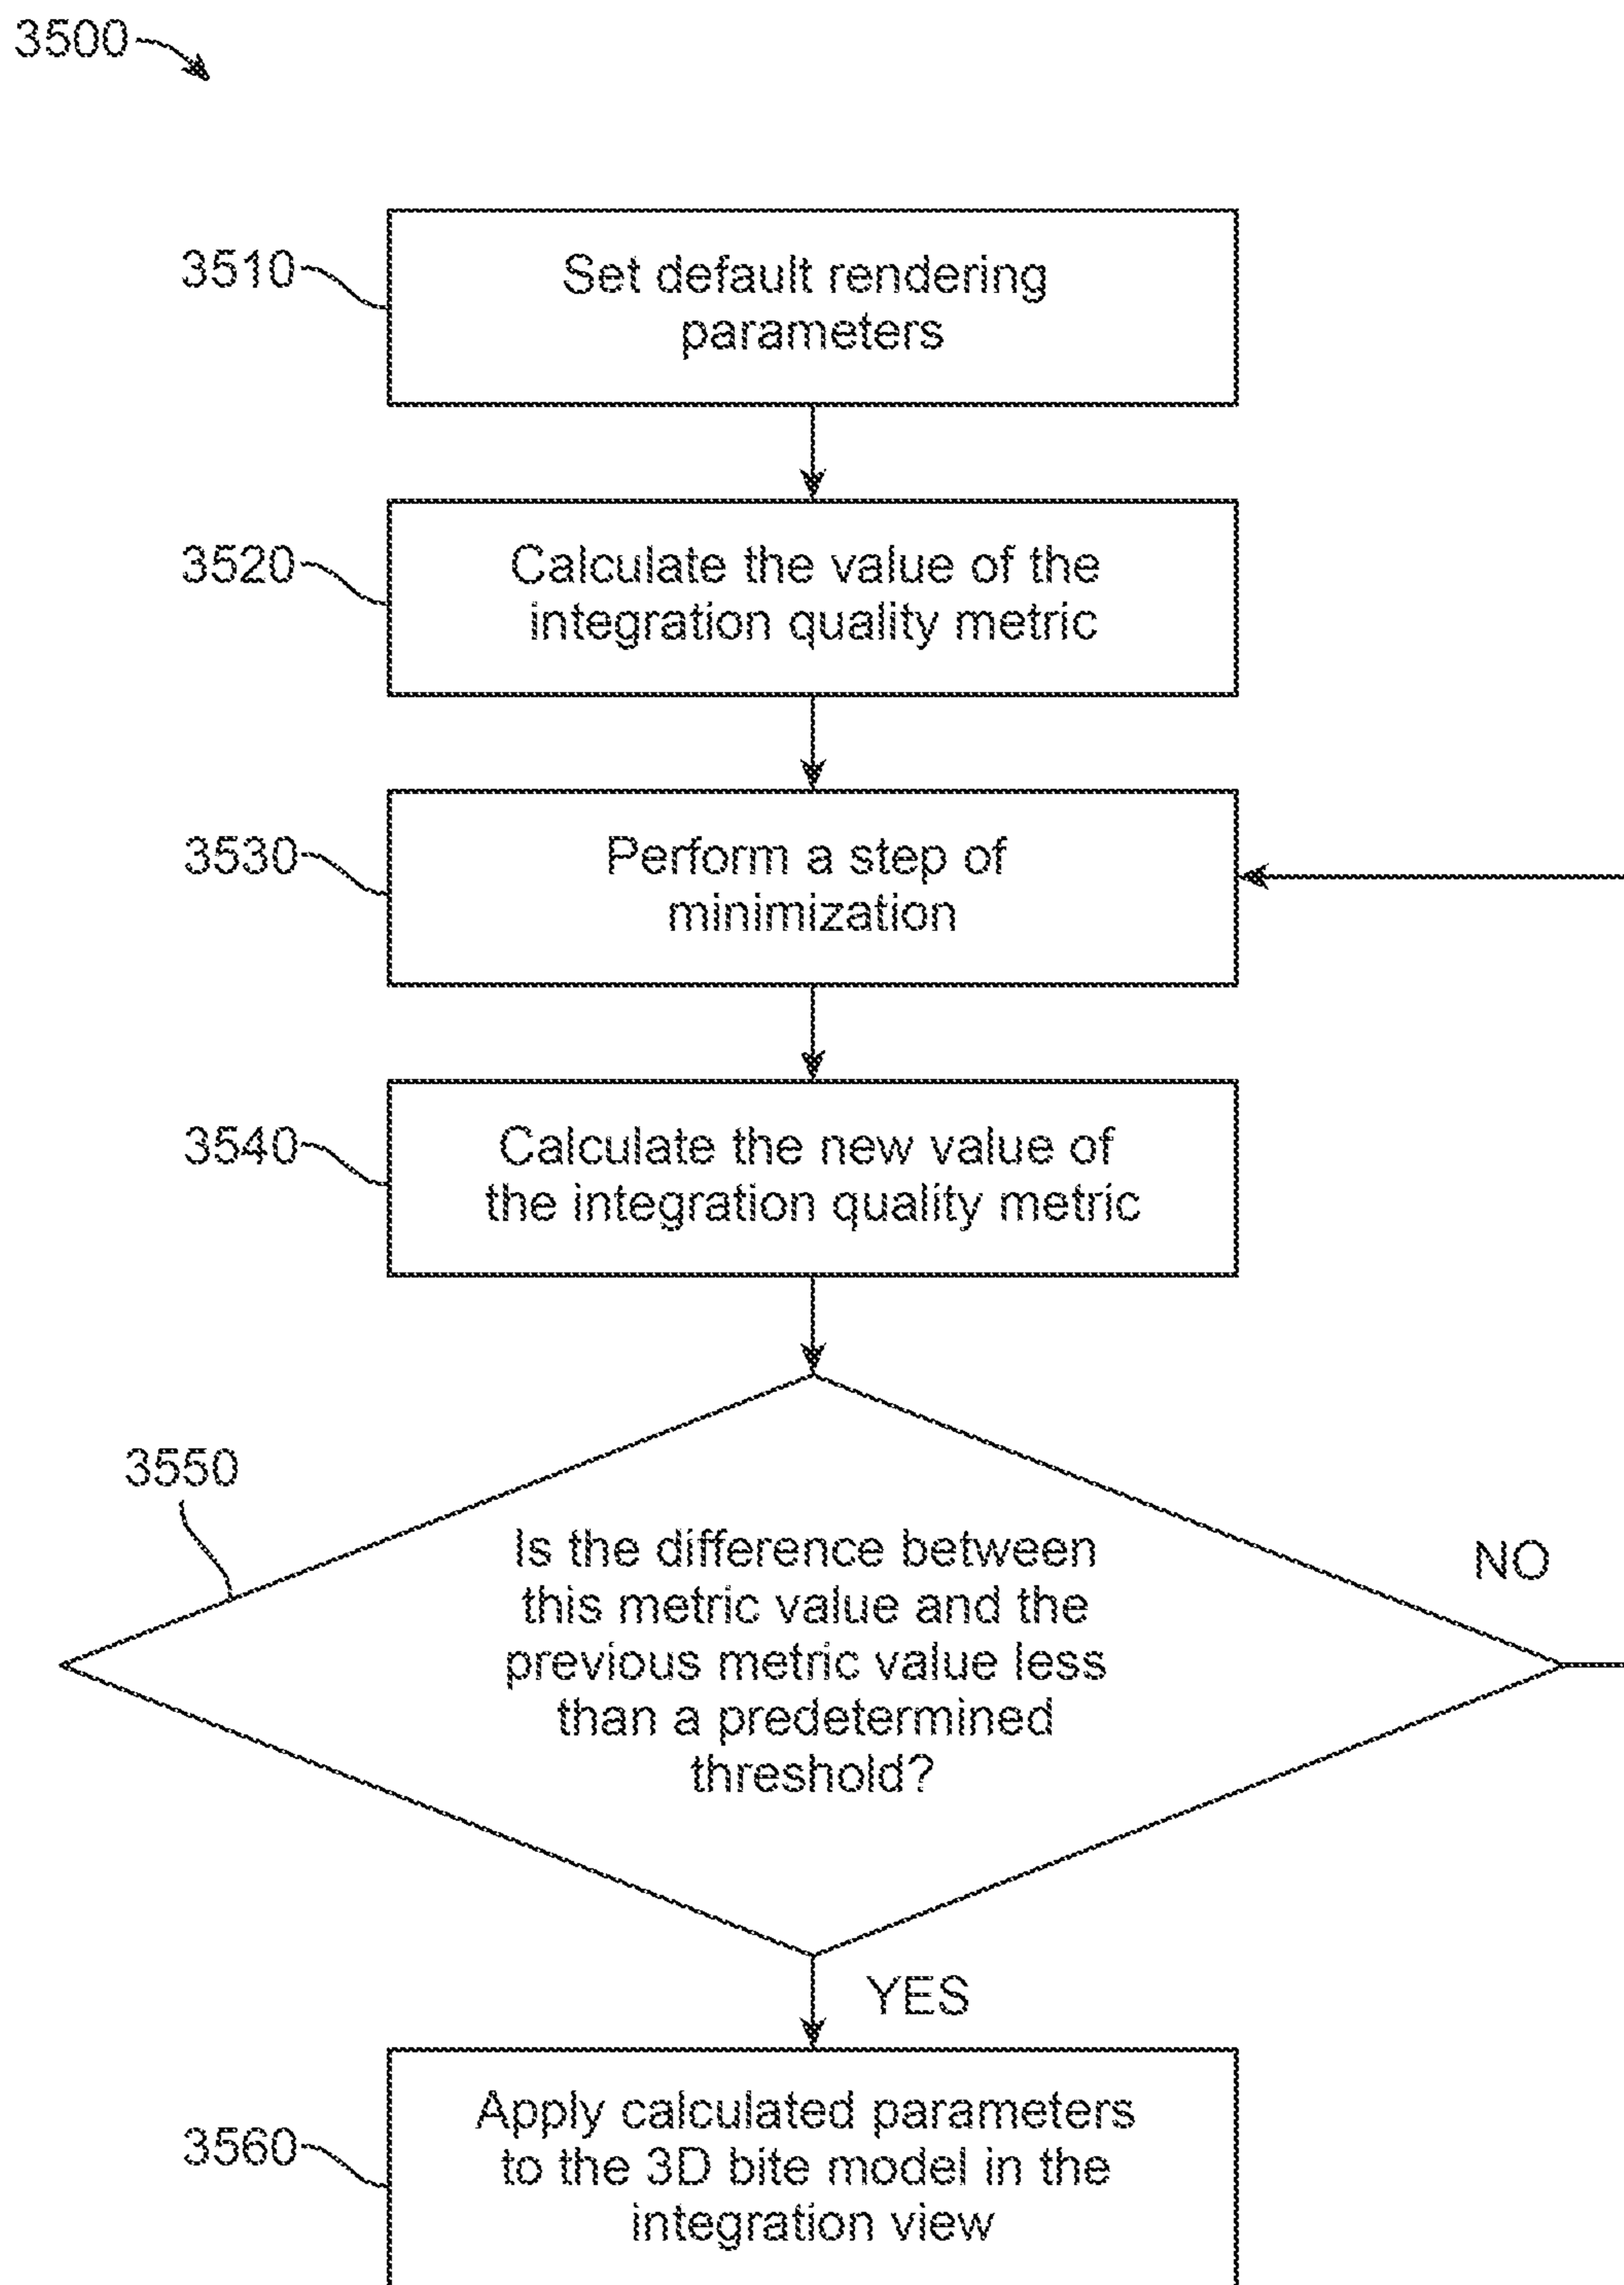 3500
3510
Set default rendering
parameters
3520
Calculate the value of the
integration quality metric
3530
Perform a step of
minimization
3540
Calculate the new value of
the integration quality metric
3550
Is the difference between
this metric value and the
previous metric value less
than a predetermined
threshold?
NO
YES
3560
Apply calculated parameters
to the 3D bite model in the
integration view